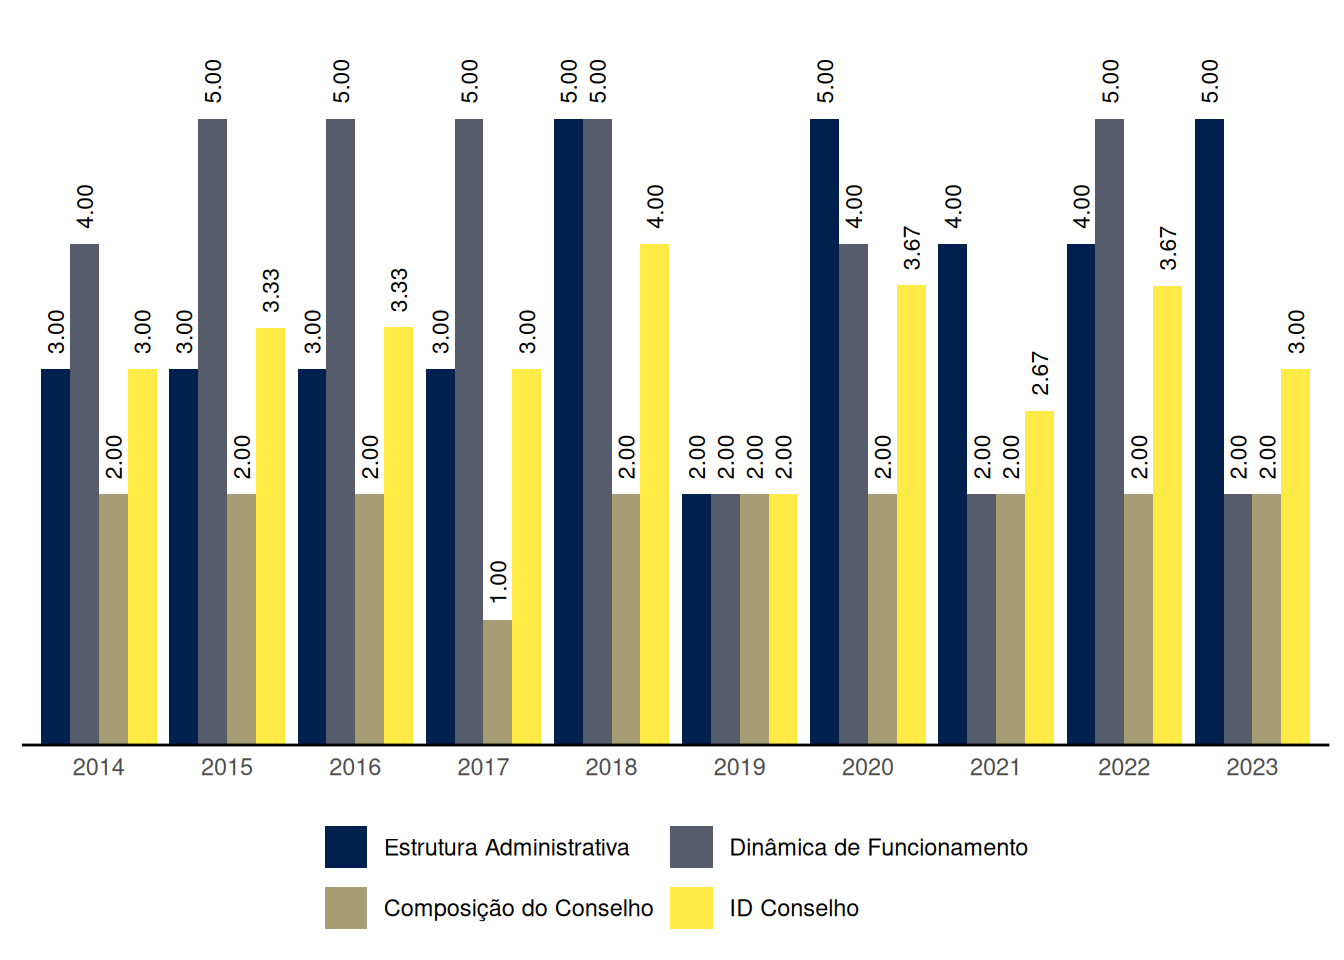 5.00 5.00 5.00 5.00 5.00 5.00 5.00 5.00
4.00 4.00 4.00 4.00 4.00
3.67 3.67
3.33 3.33
3.00 3.00 3.00 3.00 3.00 3.00 3.00
2.67
2.00 2.00 2.00 2.00 2.00 2.00 2.00 2.00 2.00 2.00 2.00 2.00 2.00
1.00
2014 2015 2016 2017 2018 2019 2020 2021 2022 2023
Estrutura Administrativa Dinâmica de Funcionamento
Composição do Conselho ID Conselho